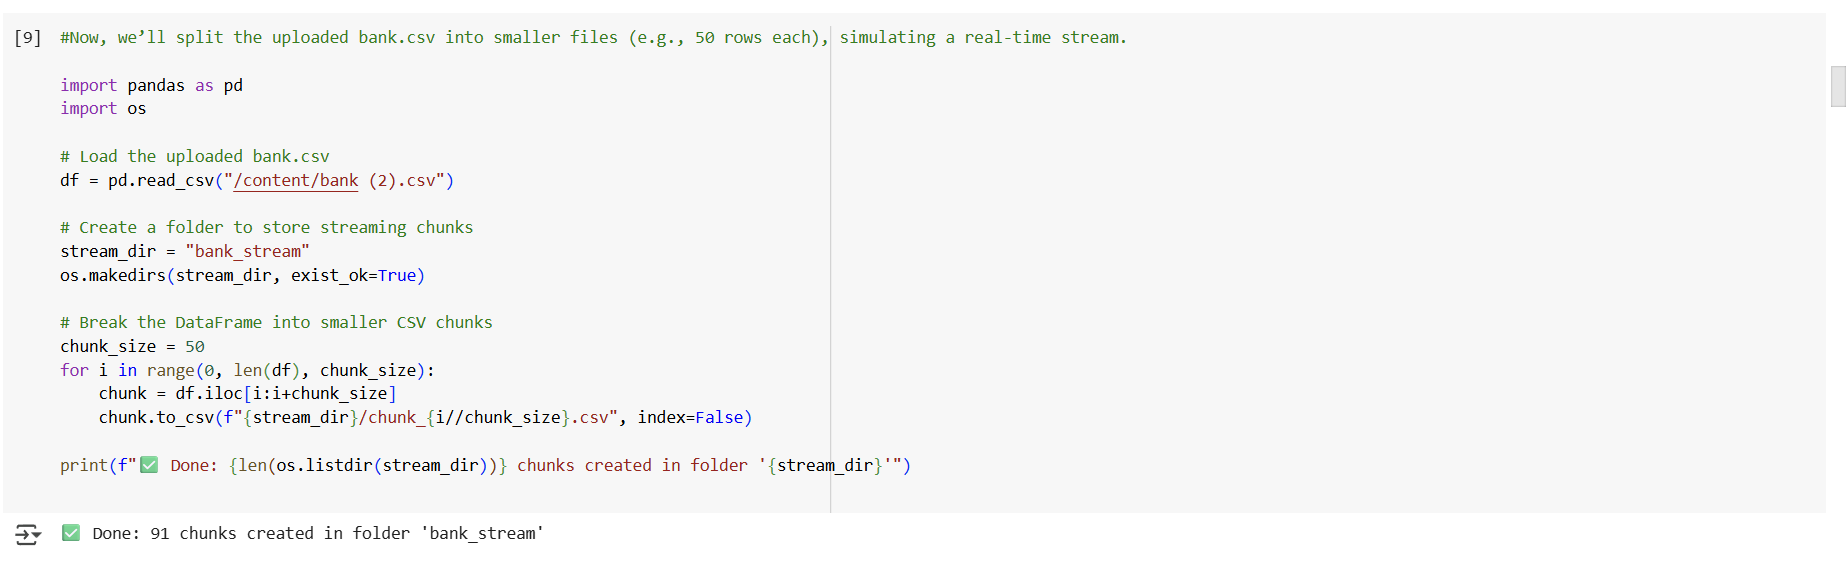 [9] #Now, we’ll split the uploaded bank.csv into smaller files (e.g., 50 rows each), simulating a real-time stream.
import pandas as pd
import os
# Load the uploaded bank.csv
df = pd.read_csv("/content/bank (2).csv")
# Create a folder to store streaming chunks
stream_dir = "bank_stream"
os.makedirs(stream_dir, exist_ok=True)
# Break the DataFrame into smaller CSV chunks
chunk_size = 50
for i in range(0, len(df), chunk_size):
    chunk = df.iloc[i:i+chunk_size]
    chunk.to_csv(f"{stream_dir}/chunk_{i//chunk_size}.csv", index=False)
print(f"✅ Done: {len(os.listdir(stream_dir))} chunks created in folder '{stream_dir}'")
✅ Done: 91 chunks created in folder 'bank_stream'